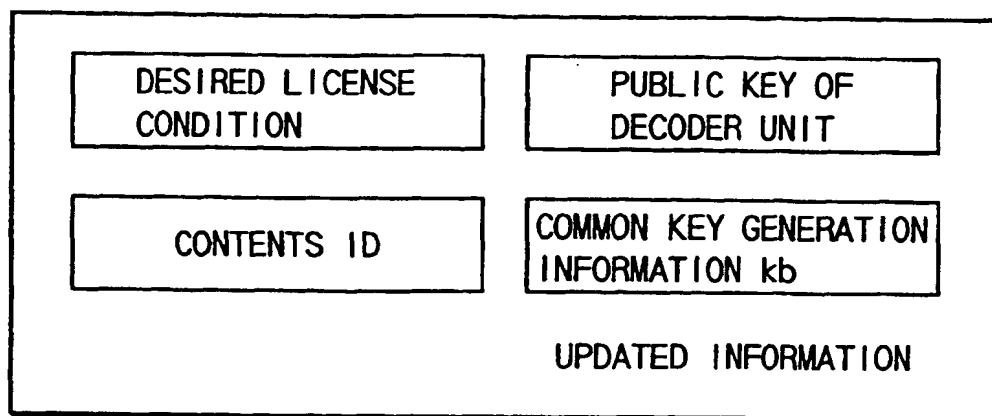 DESIRED LICENSE
CONDITION
PUBLIC KEY OF
DECODER UNIT
CONTENTS ID
COMMON KEY GENERATION
INFORMATION kb
UPDATED INFORMATION